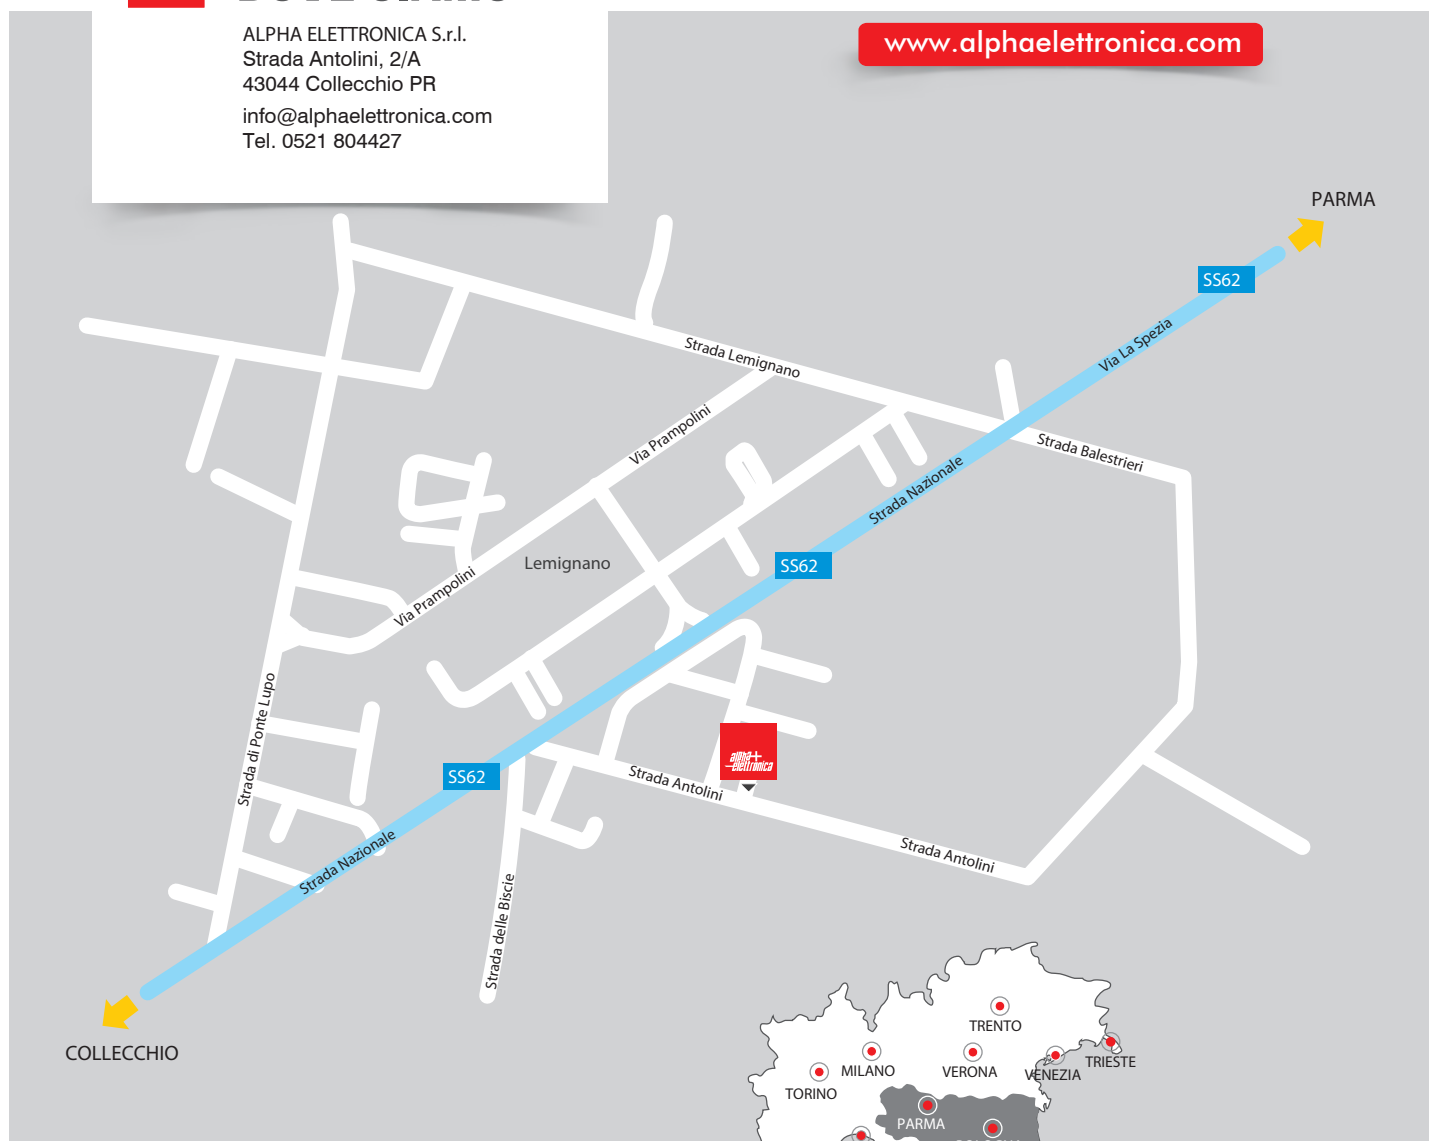 ALPHA ELETTRONICA S.r.l.
Strada Antolini, 2/A
43044 Collecchio PR
info@alphaelettronica.com
Tel. 0521 804427
www.alphaelettronica.com
PARMA
SS62
Via La Spezia
Strada Lemignano
Via Prampolini
Strada Balestrieri
Strada Nazionale
Lemignano
SS62
Via Prampolini
Strada di Ponte Lupo
alpha elettronica
SS62
Strada Antolini
Strada Nazionale
Strada Antolini
Strada delle Biscie
COLLECCHIO
TRENTO
MILANO
VERONA
VENEZIA
TRIESTE
TORINO
PARMA